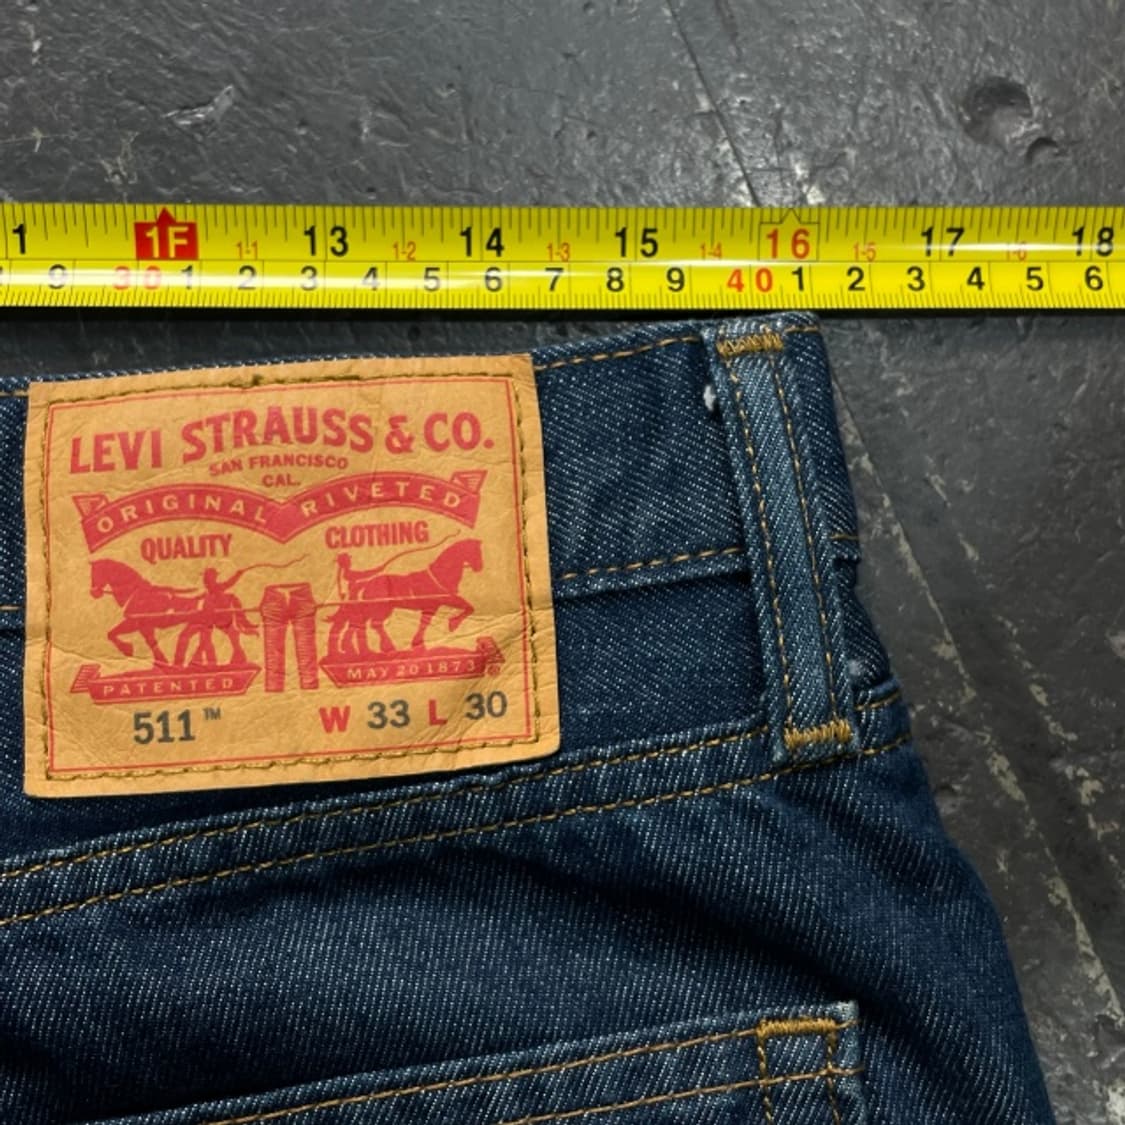 1 1F 13 14 15 16 17 18
1-1 1-2 1-3 1-4 1-5 1-6
9 30 1 2 3 4 5 6 7 8 9 40 1 2 3 4 5 6
LEVI STRAUSS & CO.
SAN FRANCISCO
CAL.
ORIGINAL RIVETED
QUALITY CLOTHING
PATENTED MAY 20 1873
511™ W 33 L 30